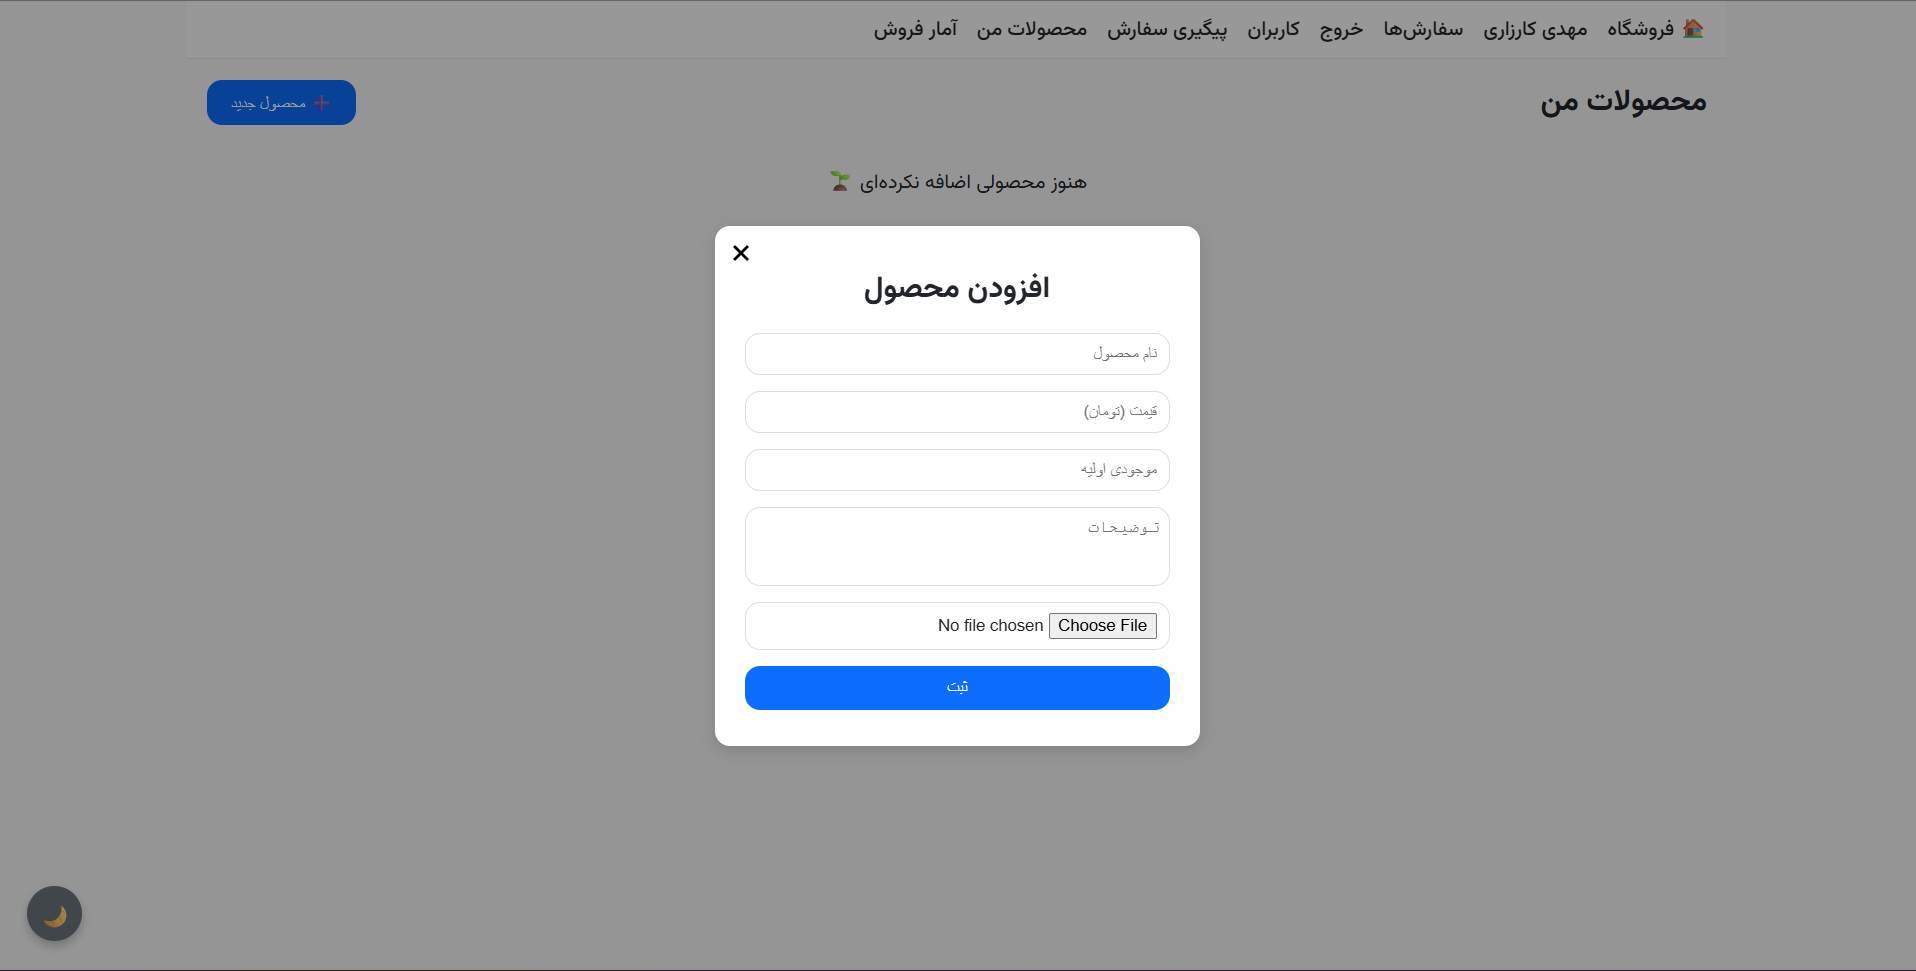 🏠 فروشگاه مهدی کارزاری سفارش‌ها خروج کاربران پیگیری سفارش محصولات من آمار فروش
محصولات من
➕ محصول جدید
هنوز محصولی اضافه نکرده‌ای 🌱
×
افزودن محصول
نام محصول
قیمت (تومان)
موجودی اولیه
توضیحات
Choose File No file chosen
ثبت